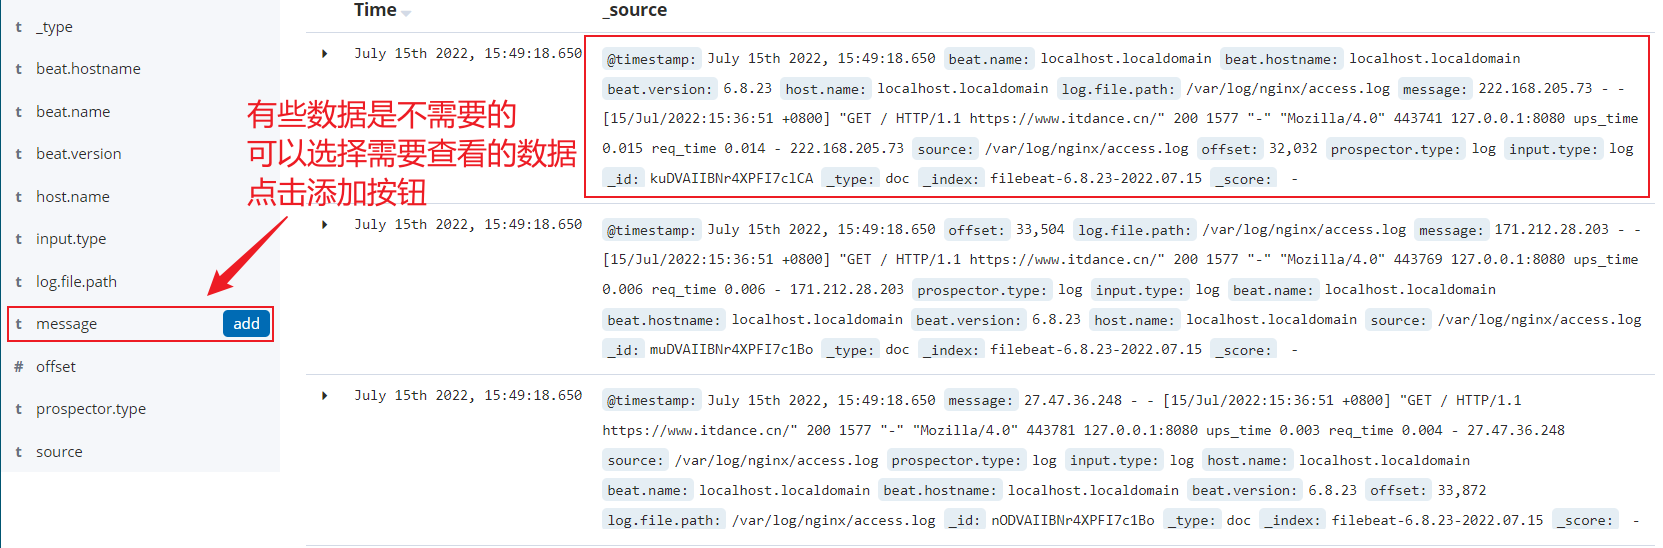 Time
_source
t _type
t beat.hostname
t beat.name
t beat.version
t host.name
t input.type
t log.file.path
t message add
# offset
t prospector.type
t source
有些数据是不需要的
可以选择需要查看的数据
点击添加按钮
July 15th 2022, 15:49:18.650
@timestamp: July 15th 2022, 15:49:18.650 beat.name: localhost.localdomain beat.hostname: localhost.localdomain
beat.version: 6.8.23 host.name: localhost.localdomain log.file.path: /var/log/nginx/access.log message: 222.168.205.73 - -
[15/Jul/2022:15:36:51 +0800] "GET / HTTP/1.1 https://www.itdance.cn/" 200 1577 "-" "Mozilla/4.0" 443741 127.0.0.1:8080 ups_time
0.015 req_time 0.014 - 222.168.205.73 source: /var/log/nginx/access.log offset: 32,032 prospector.type: log input.type: log
_id: kuDVAIIBNr4XPFI7clCA _type: doc _index: filebeat-6.8.23-2022.07.15 _score: -
July 15th 2022, 15:49:18.650
@timestamp: July 15th 2022, 15:49:18.650 offset: 33,504 log.file.path: /var/log/nginx/access.log message: 171.212.28.203 - -
[15/Jul/2022:15:36:51 +0800] "GET / HTTP/1.1 https://www.itdance.cn/" 200 1577 "-" "Mozilla/4.0" 443769 127.0.0.1:8080 ups_time
0.006 req_time 0.006 - 171.212.28.203 prospector.type: log input.type: log beat.name: localhost.localdomain
beat.hostname: localhost.localdomain beat.version: 6.8.23 host.name: localhost.localdomain source: /var/log/nginx/access.log
_id: muDVAIIBNr4XPFI7c1Bo _type: doc _index: filebeat-6.8.23-2022.07.15 _score: -
July 15th 2022, 15:49:18.650
@timestamp: July 15th 2022, 15:49:18.650 message: 27.47.36.248 - - [15/Jul/2022:15:36:51 +0800] "GET / HTTP/1.1
https://www.itdance.cn/" 200 1577 "-" "Mozilla/4.0" 443781 127.0.0.1:8080 ups_time 0.003 req_time 0.004 - 27.47.36.248
source: /var/log/nginx/access.log prospector.type: log input.type: log host.name: localhost.localdomain
beat.name: localhost.localdomain beat.hostname: localhost.localdomain beat.version: 6.8.23 offset: 33,872
log.file.path: /var/log/nginx/access.log _id: nODVAIIBNr4XPFI7c1Bo _type: doc _index: filebeat-6.8.23-2022.07.15 _score: -